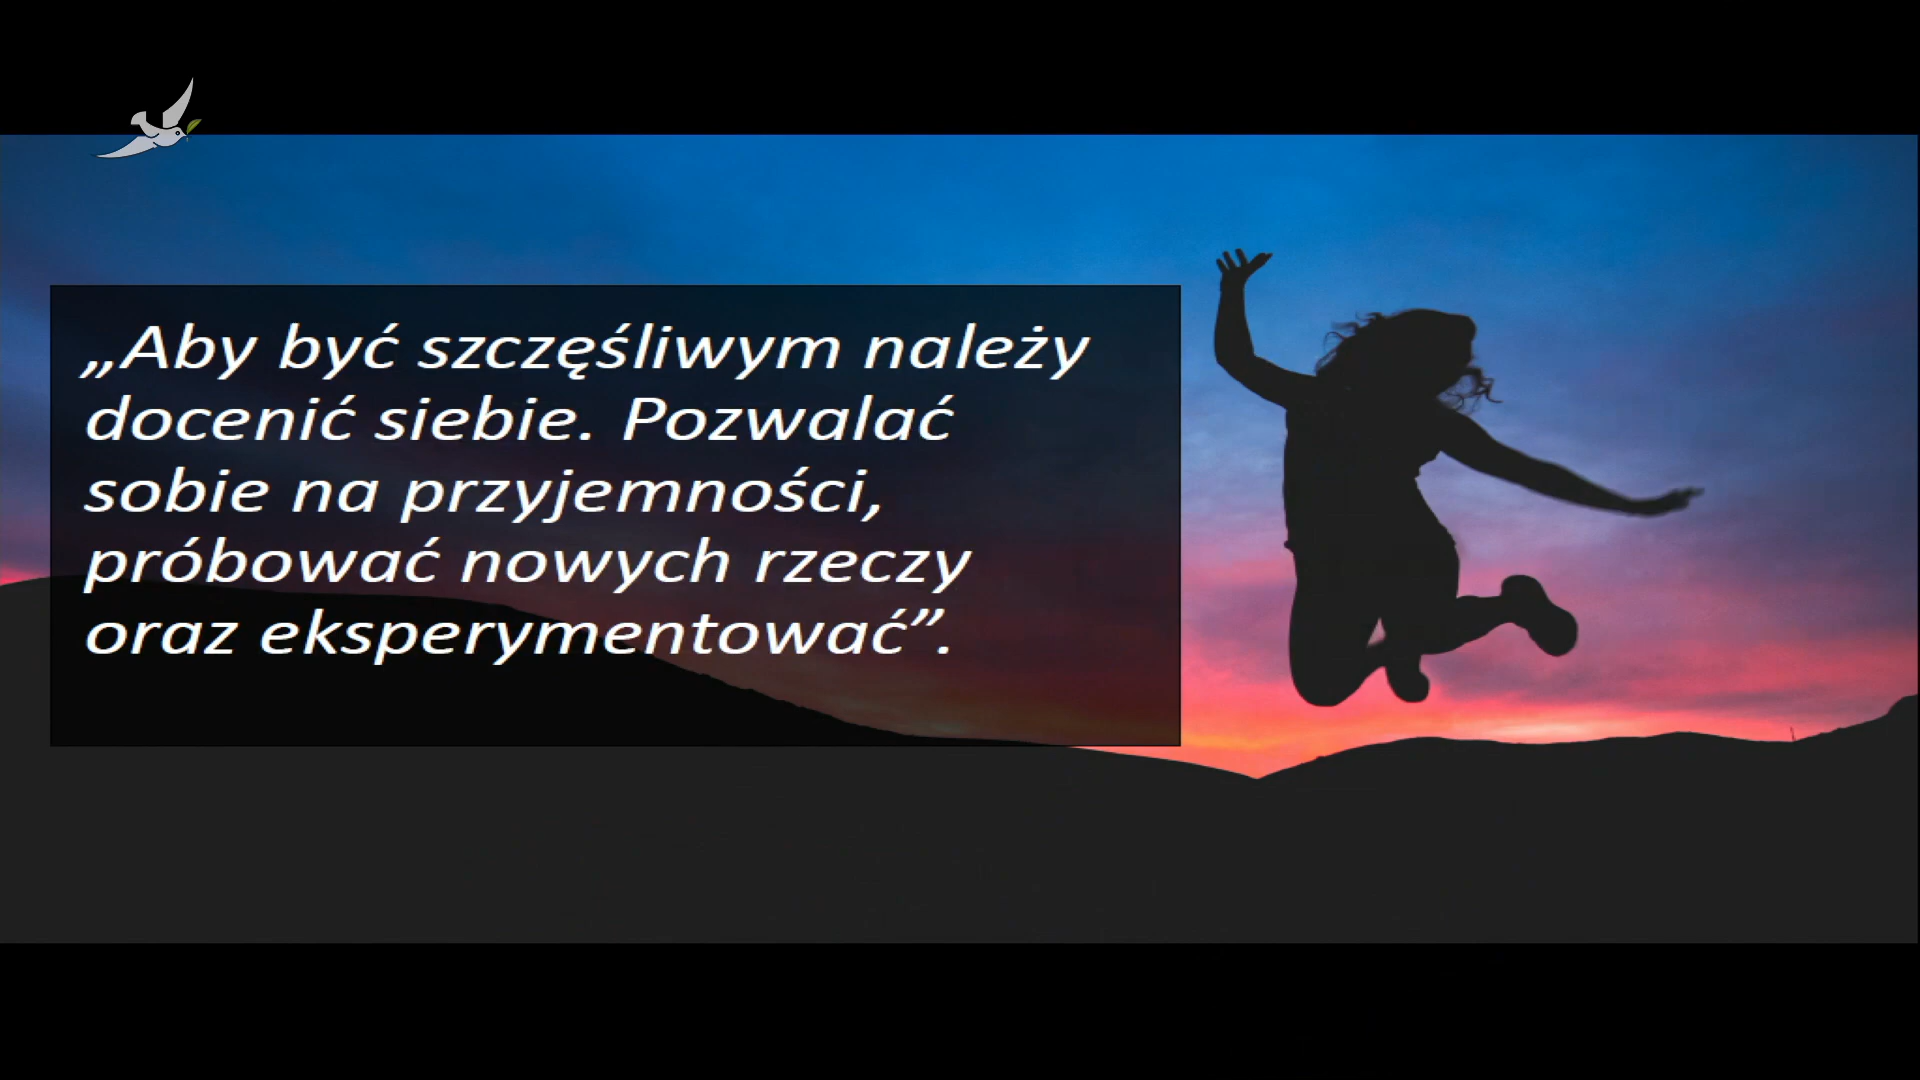 „Aby być szczęśliwym należy
docenić siebie. Pozwalać
sobie na przyjemności,
próbować nowych rzeczy
oraz eksperymentować”.